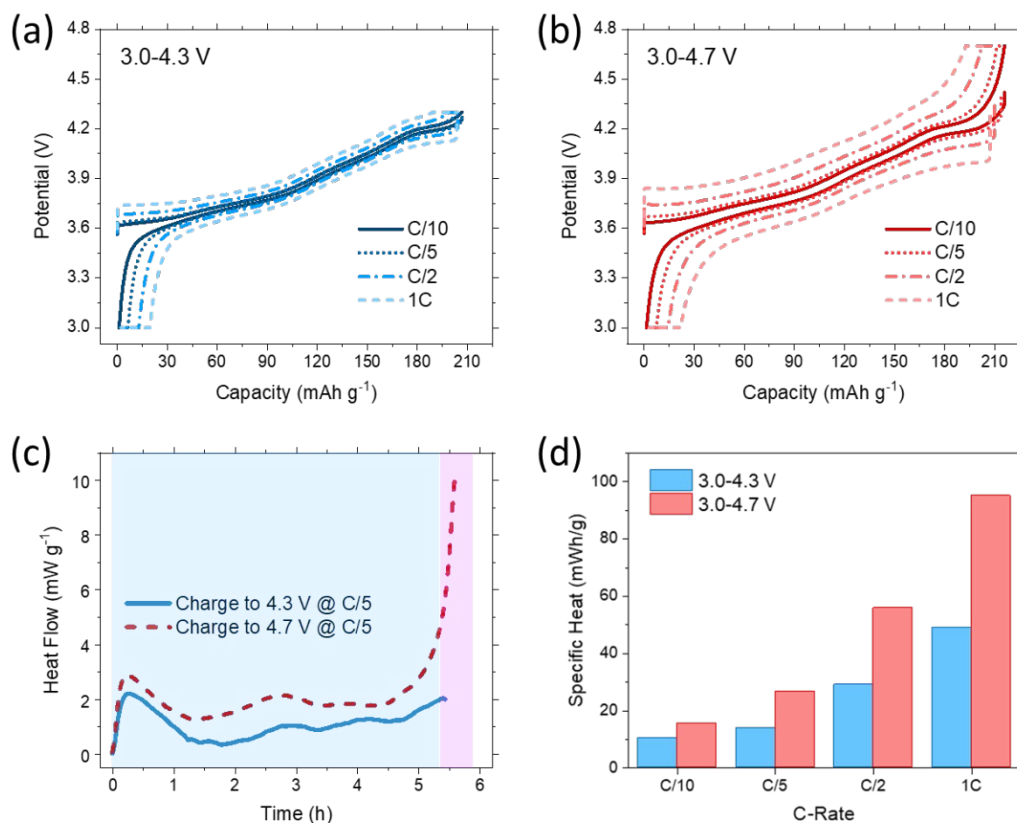 (a)
3.0-4.3 V
4.8
4.5
4.2
3.9
3.6
3.3
3.0
Potential (V)
C/10
C/5
C/2
1C
0 30 60 90 120 150 180 210
Capacity (mAh g⁻¹)
(b)
3.0-4.7 V
4.8
4.5
4.2
3.9
3.6
3.3
3.0
Potential (V)
C/10
C/5
C/2
1C
0 30 60 90 120 150 180 210
Capacity (mAh g⁻¹)
(c)
10
8
6
4
2
0
Heat Flow (mW g⁻¹)
Charge to 4.3 V @ C/5
Charge to 4.7 V @ C/5
0 1 2 3 4 5 6
Time (h)
(d)
3.0-4.3 V
3.0-4.7 V
100
80
60
40
20
0
Specific Heat (mWh/g)
C/10 C/5 C/2 1C
C-Rate